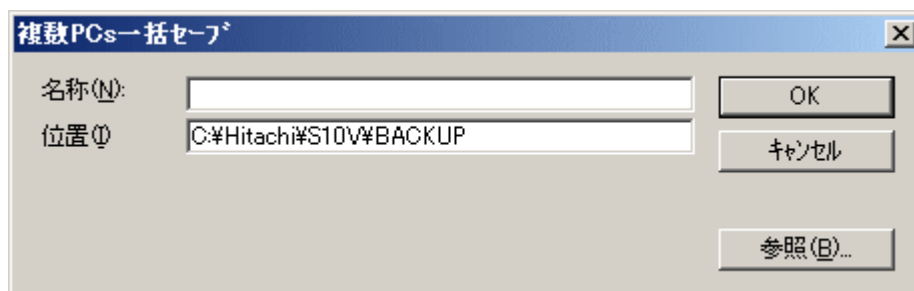 複数PCs一括ｾｰﾌﾞ
名称(N):
OK
位置(I)
C:¥Hitachi¥S10V¥BACKUP
ｷｬﾝｾﾙ
参照(B)...